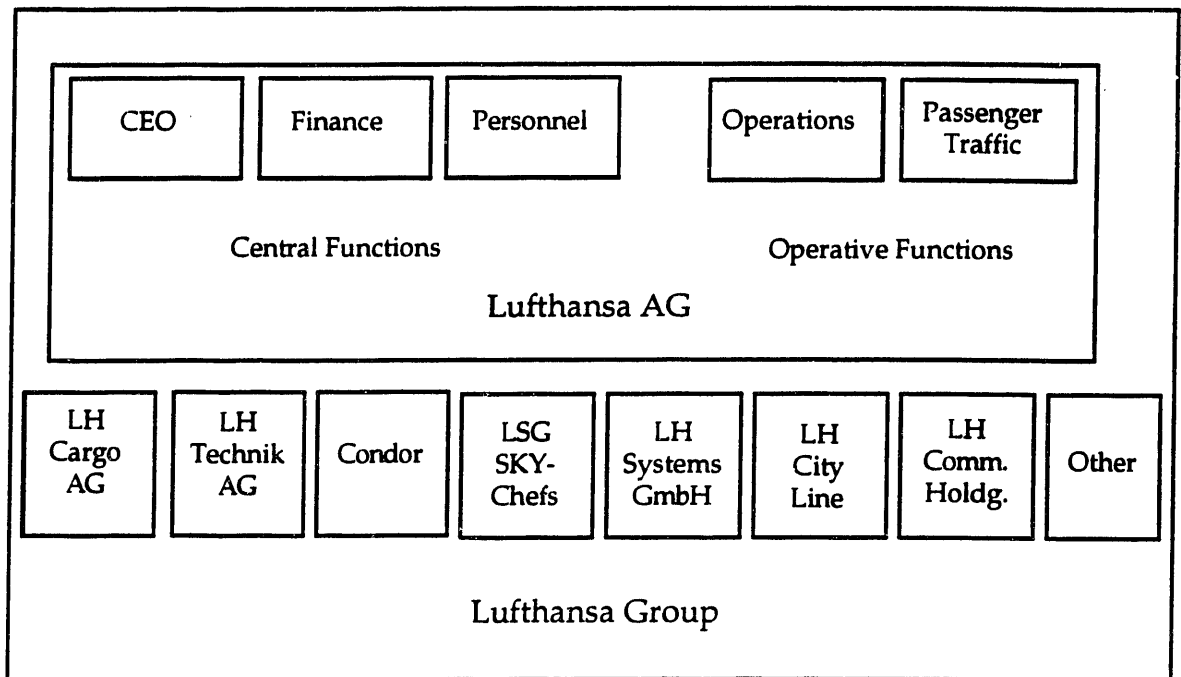 CEO
Finance
Personnel
Operations
Passenger
Traffic
Central Functions
Operative Functions
Lufthansa AG
LH
Cargo
AG
LH
Technik
AG
Condor
LSG
SKY-
Chefs
LH
Systems
GmbH
LH
City
Line
LH
Comm.
Holdg.
Other
Lufthansa Group